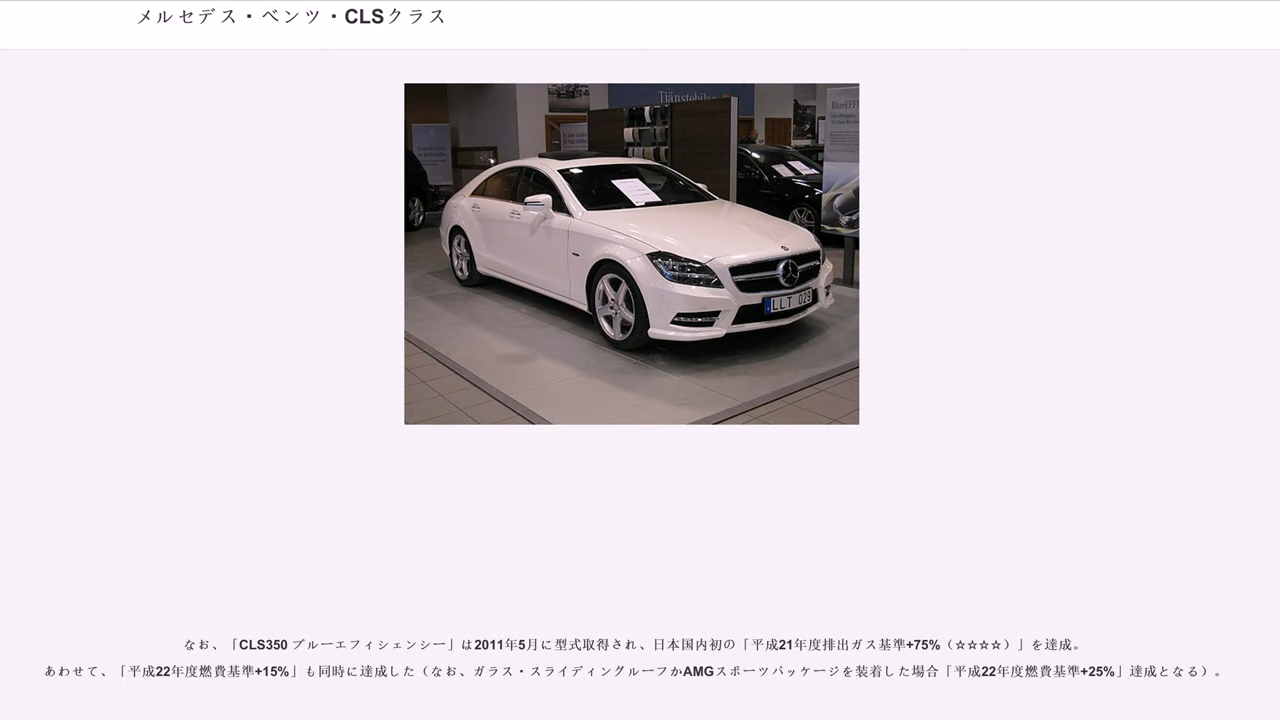 メルセデス・ベンツ・CLSクラス
Tjänstebilar
BlueEFFI
LLT 029
なお、「CLS350 ブルーエフィシェンシー」は2011年5月に型式取得され、日本国内初の「平成21年度排出ガス基準+75%（☆☆☆☆）」を達成。
あわせて、「平成22年度燃費基準+15%」も同時に達成した（なお、ガラス・スライディングルーフかAMGスポーツパッケージを装着した場合「平成22年度燃費基準+25%」達成となる）。